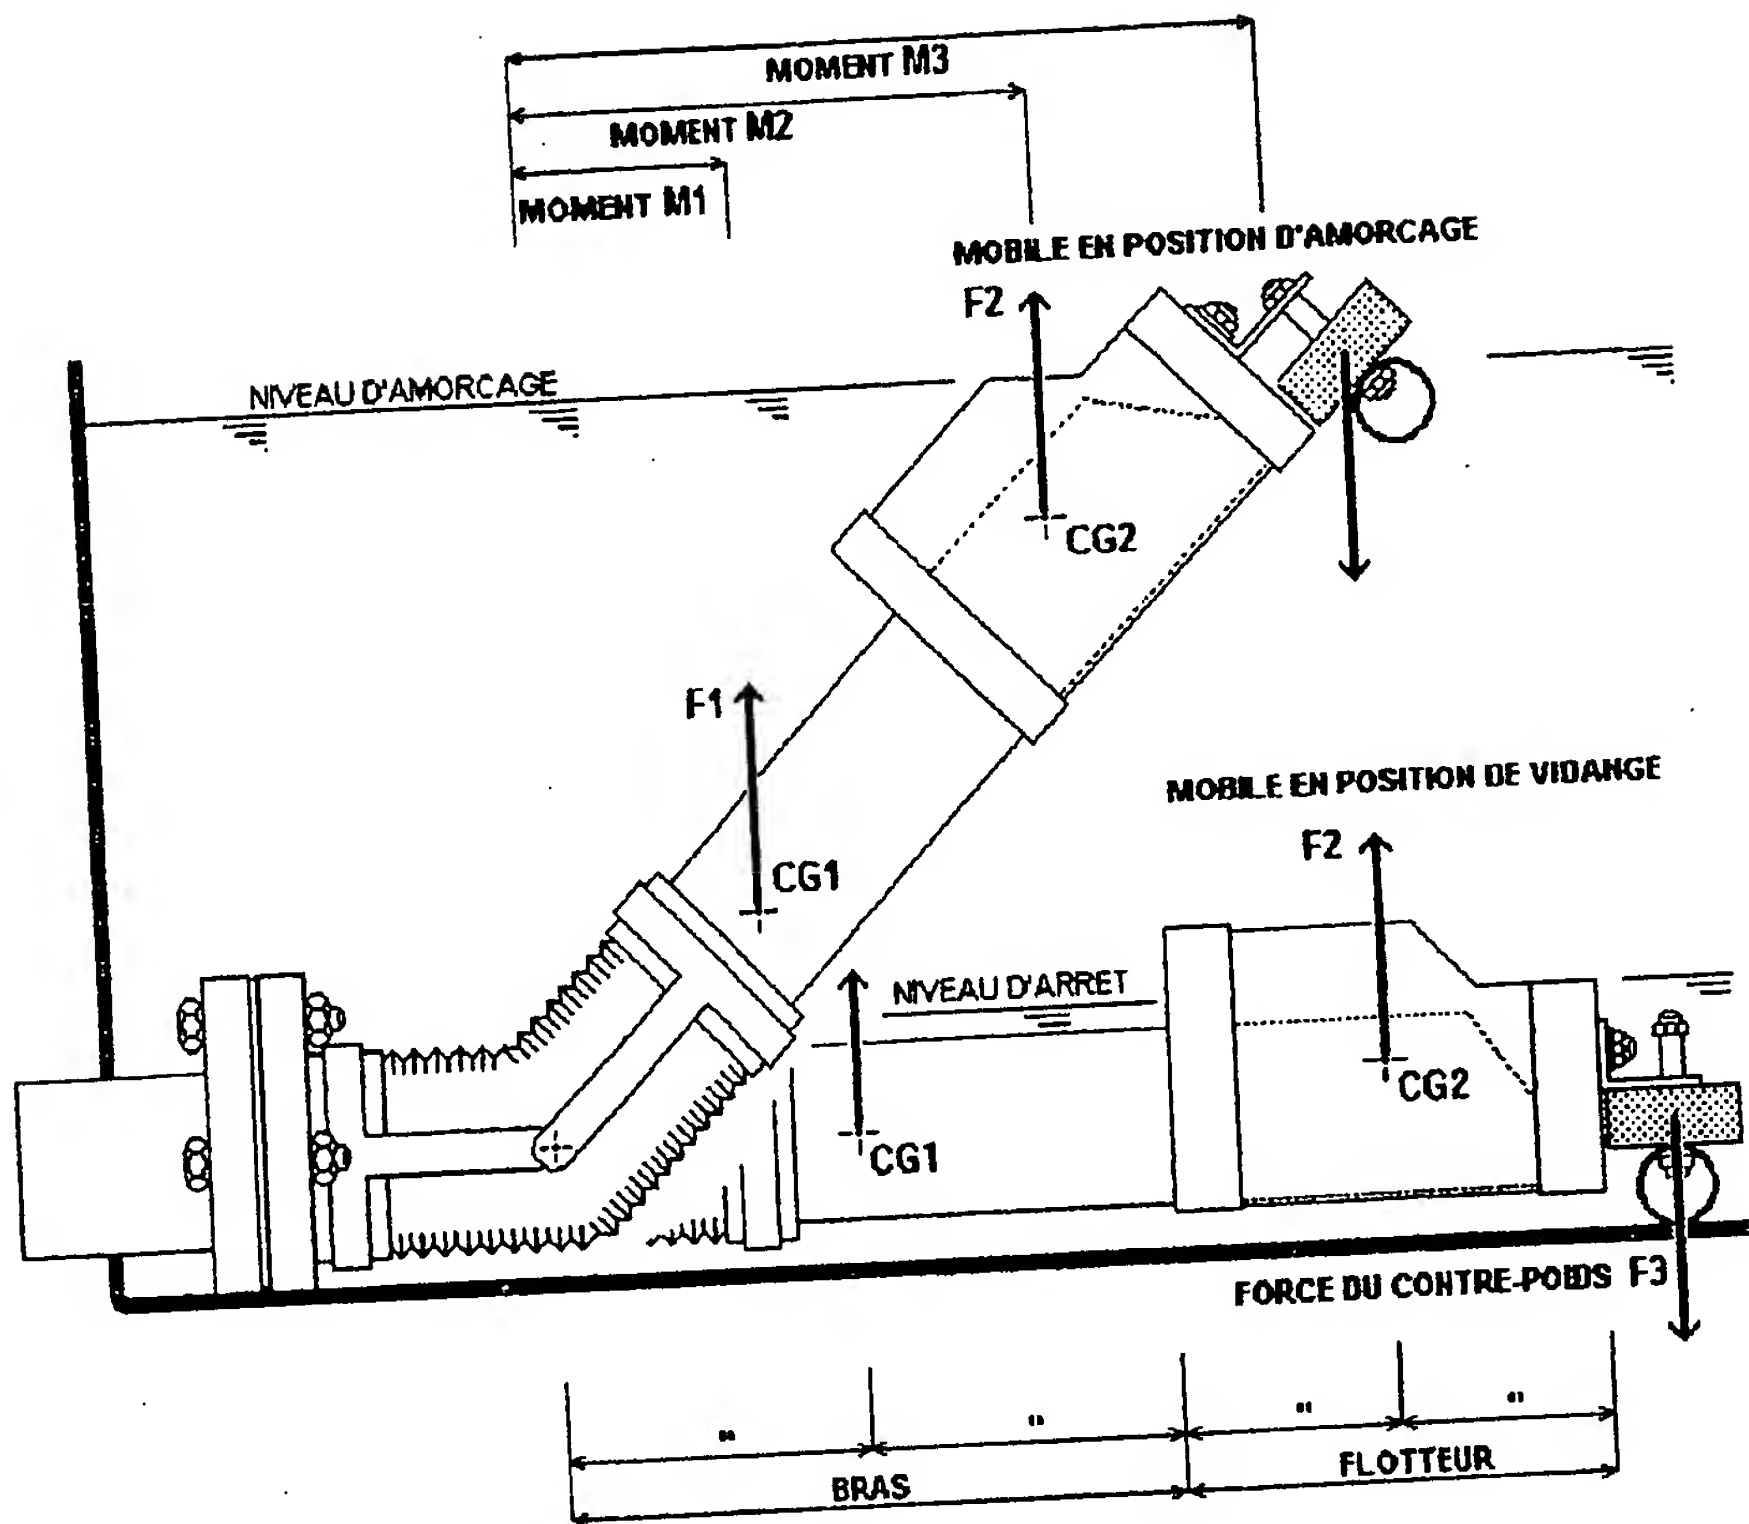 MOMENT M3
MOMENT M2
MOMENT M1
MOBILE EN POSITION D'AMORCAGE
F2
NIVEAU D'AMORCAGE
CG2
F1
MOBILE EN POSITION DE VIDANGE
F2
CG1
NIVEAU D'ARRET
CG2
CG1
FORCE DU CONTRE-POIDS F3
" " " "
FLOTTEUR
BRAS